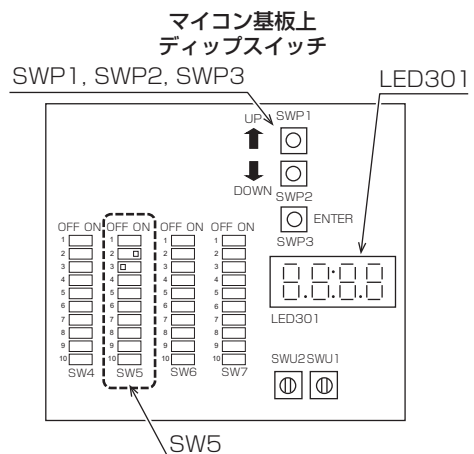 マイコン基板上
ディップスイッチ
SWP1, SWP2, SWP3
LED301
UP
SWP1
DOWN
SWP2
ENTER
SWP3
OFF ON
OFF ON
OFF ON
OFF ON
1 1 1 1
2 2 2 2
3 3 3 3
4 4 4 4
5 5 5 5
6 6 6 6
7 7 7 7
8 8 8 8
9 9 9 9
10 10 10 10
SW4
SW5
SW6
SW7
LED301
SWU2 SWU1
SW5